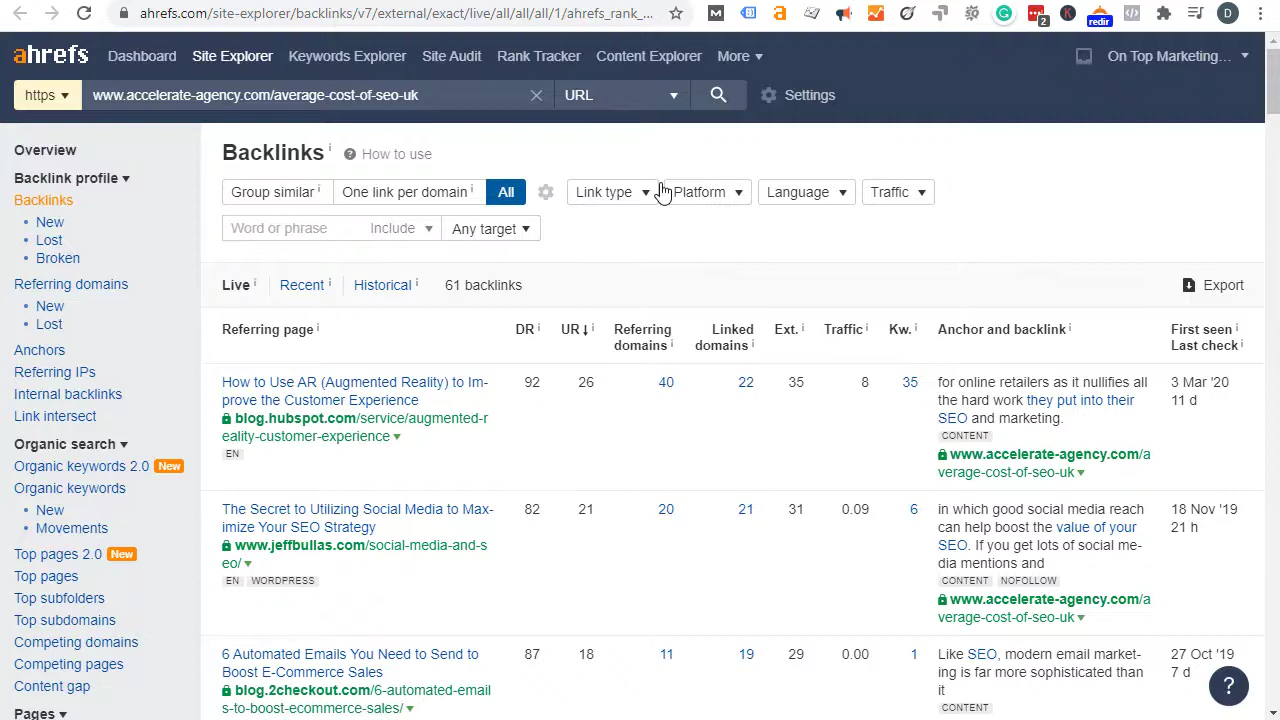 ahrefs.com/site-explorer/backlinks/v7/external/exact/live/all/all/all/1/ahrefs_rank_...
2
redir
D
ahrefs Dashboard Site Explorer Keywords Explorer Site Audit Rank Tracker Content Explorer More On Top Marketing...
https www.accelerate-agency.com/average-cost-of-seo-uk URL Settings
Overview
Backlink profile
Backlinks
New
Lost
Broken
Referring domains
New
Lost
Anchors
Referring IPs
Internal backlinks
Link intersect
Organic search
Organic keywords 2.0 New
Organic keywords
New
Movements
Top pages 2.0 New
Top pages
Top subfolders
Top subdomains
Competing domains
Competing pages
Content gap
Pages
Backlinks i ? How to use
Group similar i One link per domain i All Link type Platform Language Traffic
Word or phrase Include Any target
Live i Recent i Historical i 61 backlinks Export
Referring page i DR i UR i Referring domains i Linked domains i Ext. i Traffic i Kw. i Anchor and backlink i First seen i
Last check i
How to Use AR (Augmented Reality) to Im-
prove the Customer Experience
blog.hubspot.com/service/augmented-r
eality-customer-experience
EN
92 26 40 22 35 8 35
for online retailers as it nullifies all
the hard work they put into their
SEO and marketing.
CONTENT
www.accelerate-agency.com/a
verage-cost-of-seo-uk
3 Mar '20
11 d
The Secret to Utilizing Social Media to Max-
imize Your SEO Strategy
www.jeffbullas.com/social-media-and-s
eo/
EN WORDPRESS
82 21 20 21 31 0.09 6
in which good social media reach
can help boost the value of your
SEO. If you get lots of social me-
dia mentions and
CONTENT NOFOLLOW
www.accelerate-agency.com/a
verage-cost-of-seo-uk
18 Nov '19
21 h
6 Automated Emails You Need to Send to
Boost E-Commerce Sales
blog.2checkout.com/6-automated-email
s-to-boost-ecommerce-sales/
87 18 11 19 29 0.00 1
Like SEO, modern email market-
ing is far more sophisticated than
it
CONTENT
27 Oct '19
7 d
?